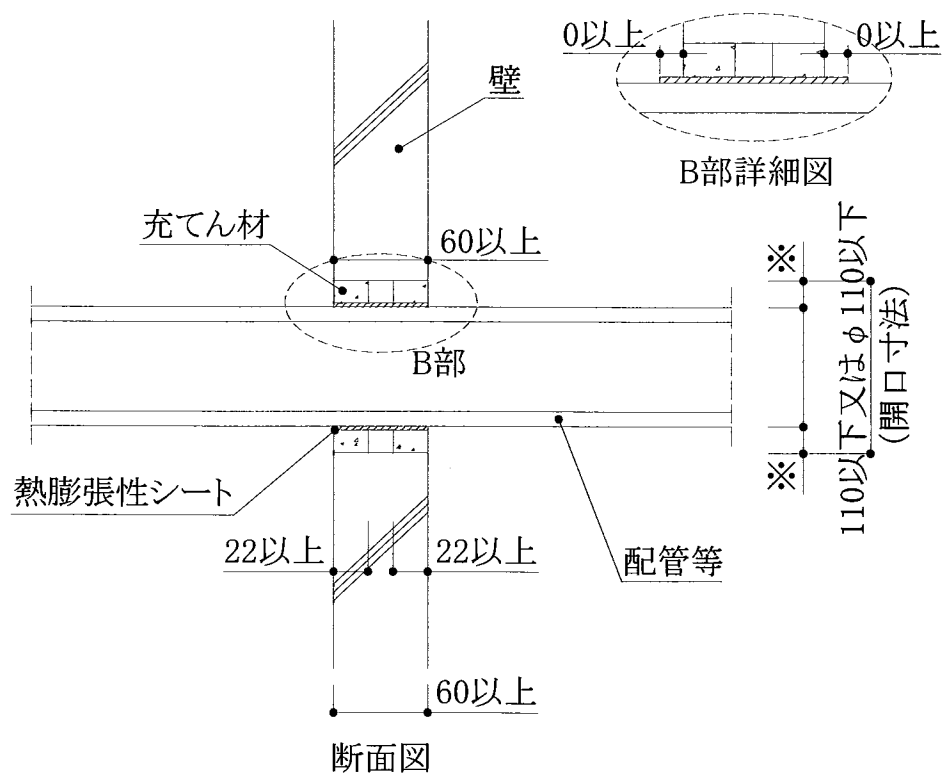 0以上
0以上
壁
B部詳細図
充てん材
60以上
※
B部
110以下又はφ110以下
(開口寸法)
※
熱膨張性シート
22以上
22以上
配管等
60以上
断面図